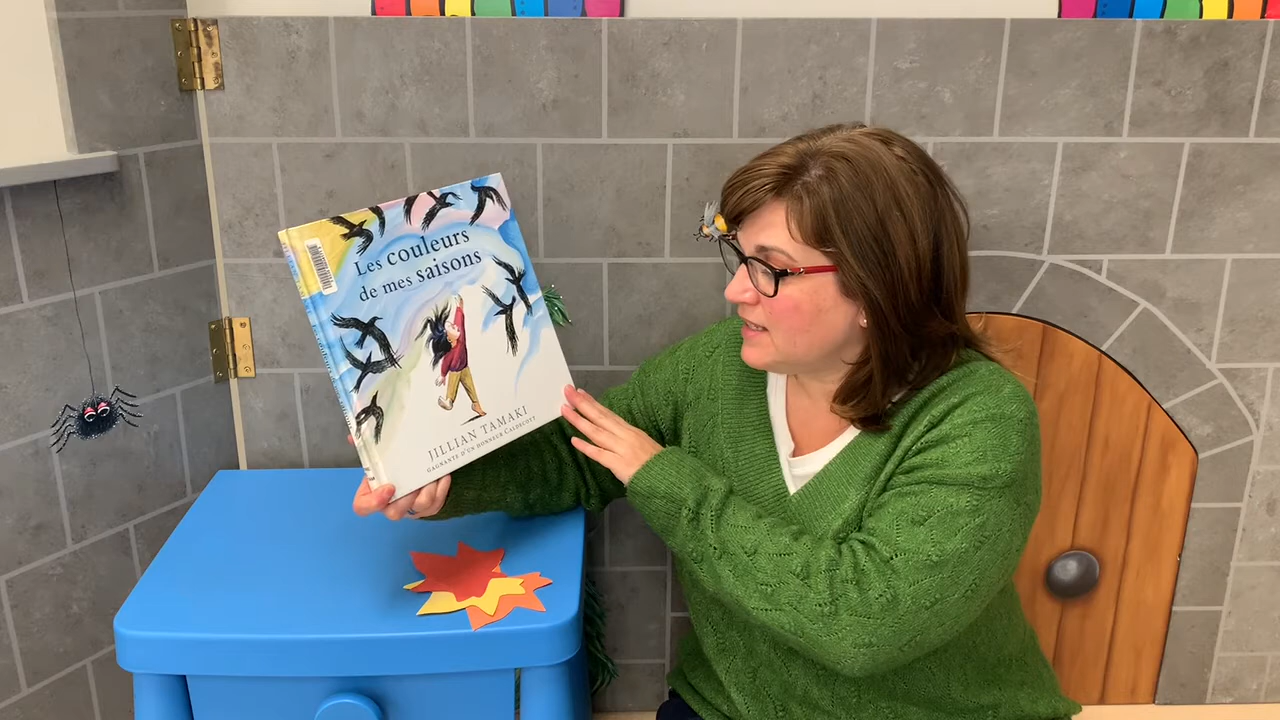 Les couleurs
de mes saisons
JILLIAN TAMAKI
GAGNANTE D'UN HONNEUR CALDECOTT